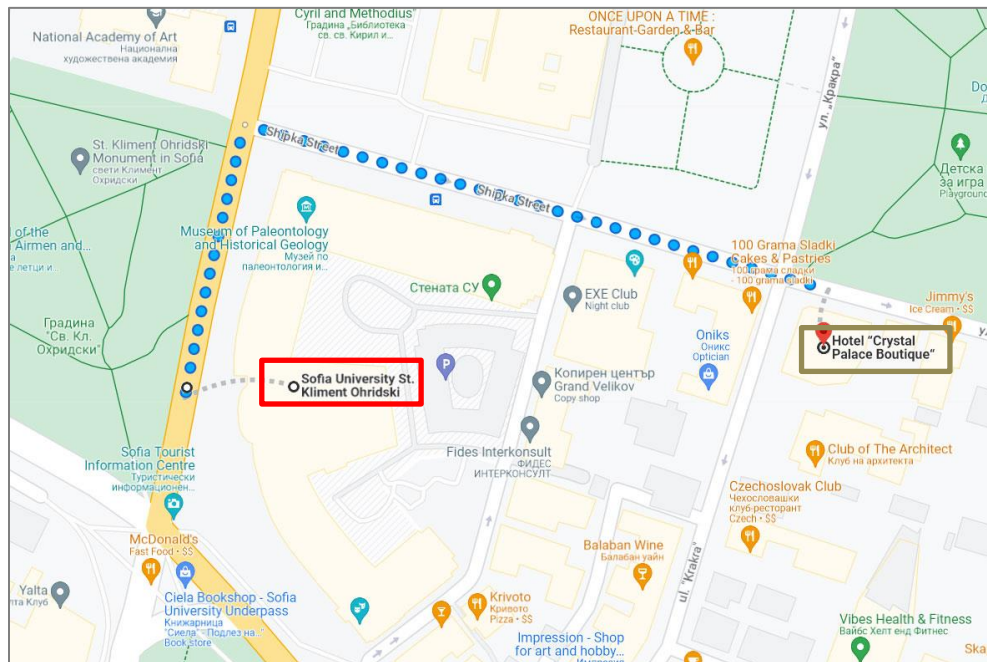 National Academy of Art
Национална
художествена академия
Cyril and Methodius"
Градина „Библиотека
св. св. Кирил и...
ONCE UPON A TIME :
Restaurant-Garden & Bar
ул. „Кракра“
Детска
за игра
Playground
St. Kliment Ohridski
Monument in Sofia
свети Климент
Охридски
Shipka Street
Shipka Street
l of the
Airmen and...
е летци и...
Museum of Paleontology
and Historical Geology
Музей по
палеонтология и...
Стената СУ
100 Grama Sladki
Cakes & Pastries
100 грама сладки
- 100 grama sladki
EXE Club
Night club
Jimmy's
Ice Cream • $$
Градина
"Св. Кл.
Охридски"
Oniks
Оникс
Optician
Hotel "Crystal
Palace Boutique"
P
Sofia University St.
Kliment Ohridski
Копирен център
Grand Velikov
Copy shop
Sofia Tourist
Information Centre
Туристически
информационен...
Fides Interkonsult
ФИДЕС
ИНТЕРКОНСУЛТ
Club of The Architect
Клуб на архитекта
Czechoslovak Club
Чехословашки
клуб-ресторант
Czech • $$
McDonald's
Fast Food • $$
Balaban Wine
Балабан уайн
ul. "Krakra"
Yalta
лта Клуб
Ciela Bookshop - Sofia
University Underpass
Книжарница
"Сиела" - Подлез на..."
Book store
Krivoto
Кривото
Pizza • $$
Impression - Shop
for art and hobby...
Vibes Health & Fitness
Вайбс Хелт енд Фитнес
Ska